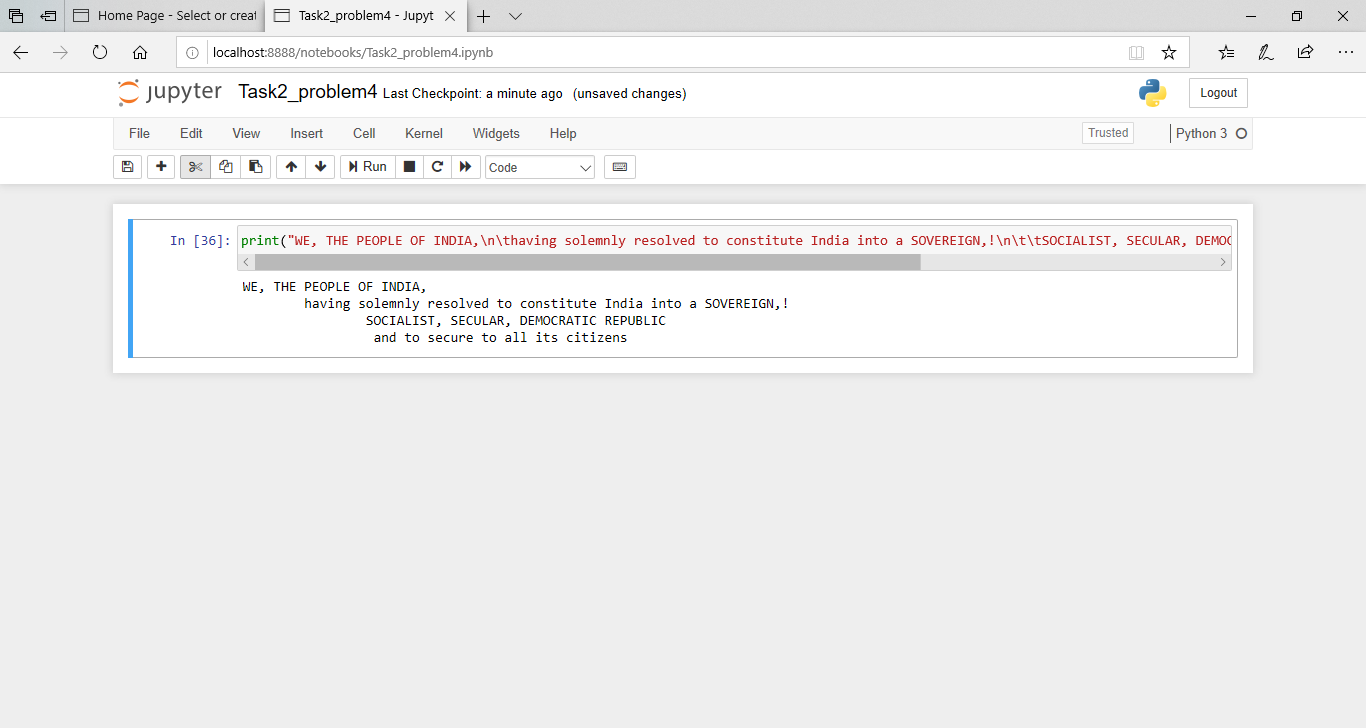 Home Page - Select or creat
Task2_problem4 - Jupyt
localhost:8888/notebooks/Task2_problem4.ipynb
jupyter Task2_problem4 Last Checkpoint: a minute ago (unsaved changes)
Logout
File Edit View Insert Cell Kernel Widgets Help
Trusted
Python 3
Run
Code
In [36]: print("WE, THE PEOPLE OF INDIA,\n\thaving solemnly resolved to constitute India into a SOVEREIGN,!\n\t\tSOCIALIST, SECULAR, DEMOC
WE, THE PEOPLE OF INDIA,
        having solemnly resolved to constitute India into a SOVEREIGN,!
                SOCIALIST, SECULAR, DEMOCRATIC REPUBLIC
                 and to secure to all its citizens